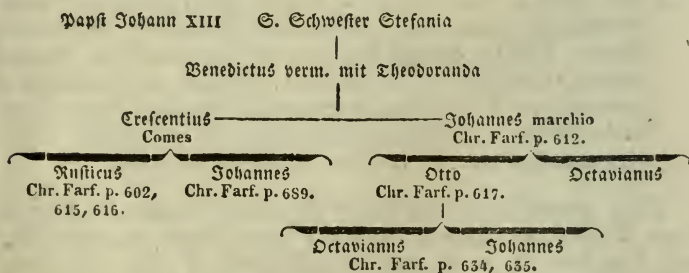 Papst Johann XIII S. Schwester Stefania
Benedictus verm. mit Theodoranda
Crescentius Johannes marchio
Comes Chr. Farf. p. 612.
Rusticus Johannes Otto Octavianus
Chr. Farf. p. 602, Chr. Farf. p. 689. Chr. Farf. p. 617.
615, 616.
Octavianus Johannes
Chr. Farf. p. 634, 635.